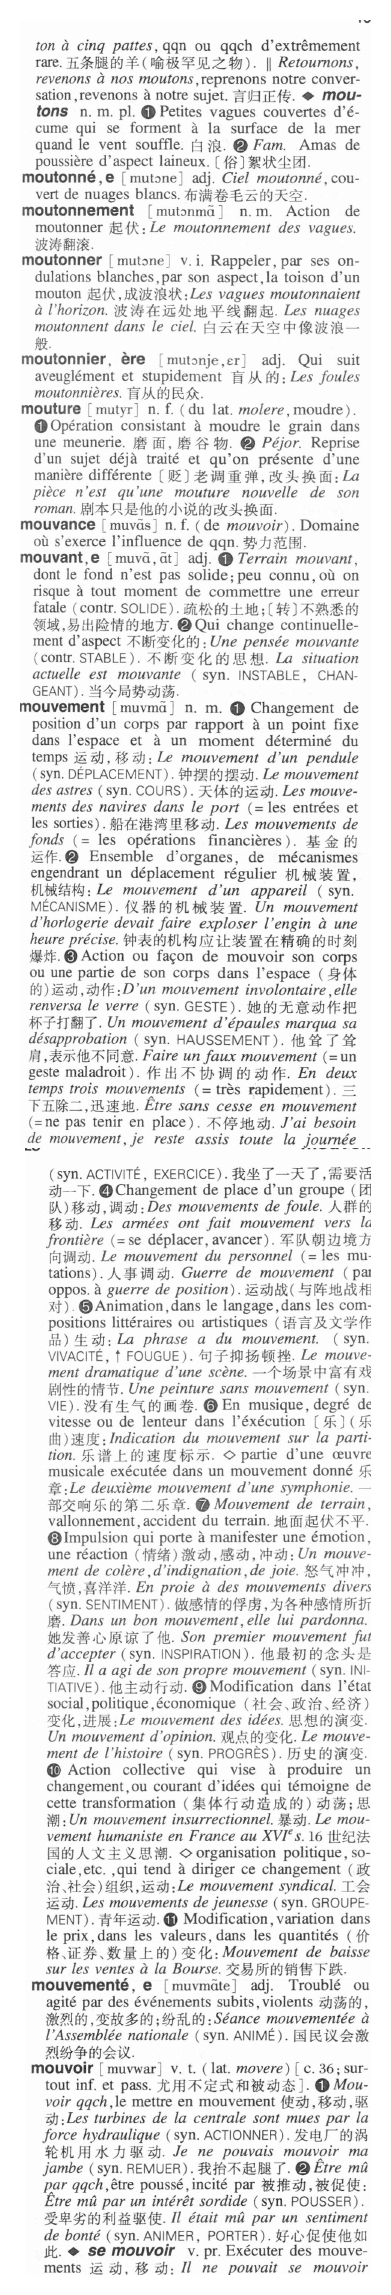 ton à cinq pattes, qqn ou qqch d'extrêmement
rare. 五条腿的羊(喻极罕见之物). ‖ Retournons,
revenons à nos moutons, reprenons notre conver-
sation, revenons à notre sujet. 言归正传. ◆ mou-
tons n. m. pl. ❶ Petites vagues couvertes d'é-
cume qui se forment à la surface de la mer
quand le vent souffle. 白浪. ❷ Fam. Amas de
poussière d'aspect laineux. [俗]絮状尘团.
moutonné, e [mutɔne] adj. Ciel moutonné, cou-
vert de nuages blancs. 布满卷毛云的天空.
moutonnement [mutɔnmɑ̃] n. m. Action de
moutonner 起伏: Le moutonnement des vagues.
波涛翻滚.
moutonner [mutɔne] v. i. Rappeler, par ses on-
dulations blanches, par son aspect, la toison d'un
mouton 起伏,成波浪状: Les vagues moutonnaient
à l'horizon. 波涛在远处地平线翻起. Les nuages
moutonnent dans le ciel. 白云在天空中像波浪一
般.
moutonnier, ère [mutɔnje, ɛr] adj. Qui suit
aveuglément et stupidement 盲从的: Les foules
moutonnières. 盲从的民众.
mouture [mutyr] n. f. (du lat. molere, moudre).
❶ Opération consistant à moudre le grain dans
une meunerie. 磨面,磨谷物. ❷ Péjor. Reprise
d'un sujet déjà traité et qu'on présente d'une
manière différente [贬]老调重弹,改头换面: La
pièce n'est qu'une mouture nouvelle de son
roman. 剧本只是他的小说的改头换面.
mouvance [muvɑ̃s] n. f. (de mouvoir). Domaine
où s'exerce l'influence de qqn. 势力范围.
mouvant, e [muvɑ̃, ɑ̃t] adj. ❶ Terrain mouvant,
dont le fond n'est pas solide; peu connu, où on
risque à tout moment de commettre une erreur
fatale (contr. SOLIDE). 疏松的土地;[转]不熟悉的
领域,易出险情的地方. ❷ Qui change continuelle-
ment d'aspect 不断变化的: Une pensée mouvante
(contr. STABLE). 不断变化的思想. La situation
actuelle est mouvante (syn. INSTABLE, CHAN-
GEANT). 当今局势动荡.
mouvement [muvmɑ̃] n. m. ❶ Changement de
position d'un corps par rapport à un point fixe
dans l'espace et à un moment déterminé du
temps 运动,移动: Le mouvement d'un pendule
(syn. DÉPLACEMENT). 钟摆的摆动. Le mouvement
des astres (syn. COURS). 天体的运动. Les mouve-
ments des navires dans le port (= les entrées et
les sorties). 船在港湾里移动. Les mouvements de
fonds (= les opérations financières). 基金的
运作. ❷ Ensemble d'organes, de mécanismes
engendrant un déplacement régulier 机械装置,
机械结构: Le mouvement d'un appareil (syn.
MÉCANISME). 仪器的机械装置. Un mouvement
d'horlogerie devait faire exploser l'engin à une
heure précise. 钟表的机构应让装置在精确的时刻
爆炸. ❸ Action ou façon de mouvoir son corps
ou une partie de son corps dans l'espace (身体
的)运动,动作: D'un mouvement involontaire, elle
renversa le verre (syn. GESTE). 她的无意动作把
杯子打翻了. Un mouvement d'épaules marqua sa
désapprobation (syn. HAUSSEMENT). 他耸了耸
肩,表示他不同意. Faire un faux mouvement (= un
geste maladroit). 作出不协调的动作. En deux
temps trois mouvements (= très rapidement). 三
下五除二,迅速地. Être sans cesse en mouvement
(= ne pas tenir en place). 不停地动. J'ai besoin
de mouvement, je reste assis toute la journée
(syn. ACTIVITÉ, EXERCICE). 我坐了一天了,需要活
动一下. ❹ Changement de place d'un groupe (团
队)移动,调动: Des mouvements de foule. 人群的
移动. Les armées ont fait mouvement vers la
frontière (= se déplacer, avancer). 军队朝边境方
向调动. Le mouvement du personnel (= les mu-
tations). 人事调动. Guerre de mouvement (par
oppos. à guerre de position). 运动战(与阵地战相
对). ❺ Animation, dans le langage, dans les com-
positions littéraires ou artistiques (语言及文学作
品)生动: La phrase a du mouvement. (syn.
VIVACITÉ, ↑ FOUGUE). 句子抑扬顿挫. Le mouve-
ment dramatique d'une scène. 一个场景中富有戏
剧性的情节. Une peinture sans mouvement (syn.
VIE). 没有生气的画卷. ❻ En musique, degré de
vitesse ou de lenteur dans l'éxécution [乐](乐
曲)速度: Indication du mouvement sur la parti-
tion. 乐谱上的速度标示. ◇ partie d'une œuvre
musicale exécutée dans un mouvement donné 乐
章: Le deuxième mouvement d'une symphonie. 一
部交响乐的第二乐章. ❼ Mouvement de terrain,
vallonnement, accident du terrain. 地面起伏不平.
❽ Impulsion qui porte à manifester une émotion,
une réaction (情绪)激动,感动,冲动: Un mouve-
ment de colère, d'indignation, de joie. 怒气冲冲,
气愤,喜洋洋. En proie à des mouvements divers
(syn. SENTIMENT). 做感情的俘虏,为各种感情所折
磨. Dans un bon mouvement, elle lui pardonna.
她发善心原谅了他. Son premier mouvement fut
d'accepter (syn. INSPIRATION). 他最初的念头是
答应. Il a agi de son propre mouvement (syn. INI-
TIATIVE). 他主动行动. ❾ Modification dans l'état
social, politique, économique (社会、政治、经济)
变化,进展: Le mouvement des idées. 思想的演变.
Un mouvement d'opinion. 观点的变化. Le mouve-
ment de l'histoire (syn. PROGRÈS). 历史的演变.
❿ Action collective qui vise à produire un
changement, ou courant d'idées qui témoigne de
cette transformation (集体行动造成的)动荡;思
潮: Un mouvement insurrectionnel. 暴动. Le mou-
vement humaniste en France au XVIᵉ s. 16 世纪法
国的人文主义思潮. ◇ organisation politique, so-
ciale, etc., qui tend à diriger ce changement (政
治、社会)组织,运动: Le mouvement syndical. 工会
运动. Les mouvements de jeunesse (syn. GROUPE-
MENT). 青年运动. ⓫ Modification, variation dans
le prix, dans les valeurs, dans les quantités (价
格、证券、数量上的)变化: Mouvement de baisse
sur les ventes à la Bourse. 交易所的销售下跌.
mouvementé, e [muvmɑ̃te] adj. Troublé ou
agité par des événements subits, violents 动荡的,
激烈的,变故多的;纷乱的: Séance mouvementée à
l'Assemblée nationale (syn. ANIMÉ). 国民议会激
烈纷争的会议.
mouvoir [muvwar] v. t. (lat. movere) [c. 36; sur-
tout inf. et pass. 尤用不定式和被动态]. ❶ Mou-
voir qqch, le mettre en mouvement 使动,移动,驱
动: Les turbines de la centrale sont mues par la
force hydraulique (syn. ACTIONNER). 发电厂的涡
轮机用水力驱动. Je ne pouvais mouvoir ma
jambe (syn. REMUER). 我抬不起腿了. ❷ Être mû
par qqch, être poussé, incité par 被推动,被促使:
Être mû par un intérêt sordide (syn. POUSSER).
受卑劣的利益驱使. Il était mû par un sentiment
de bonté (syn. ANIMER, PORTER). 好心促使他如
此. ◆ se mouvoir v. pr. Exécuter des mouve-
ments 运动,移动: Il ne pouvait se mouvoir